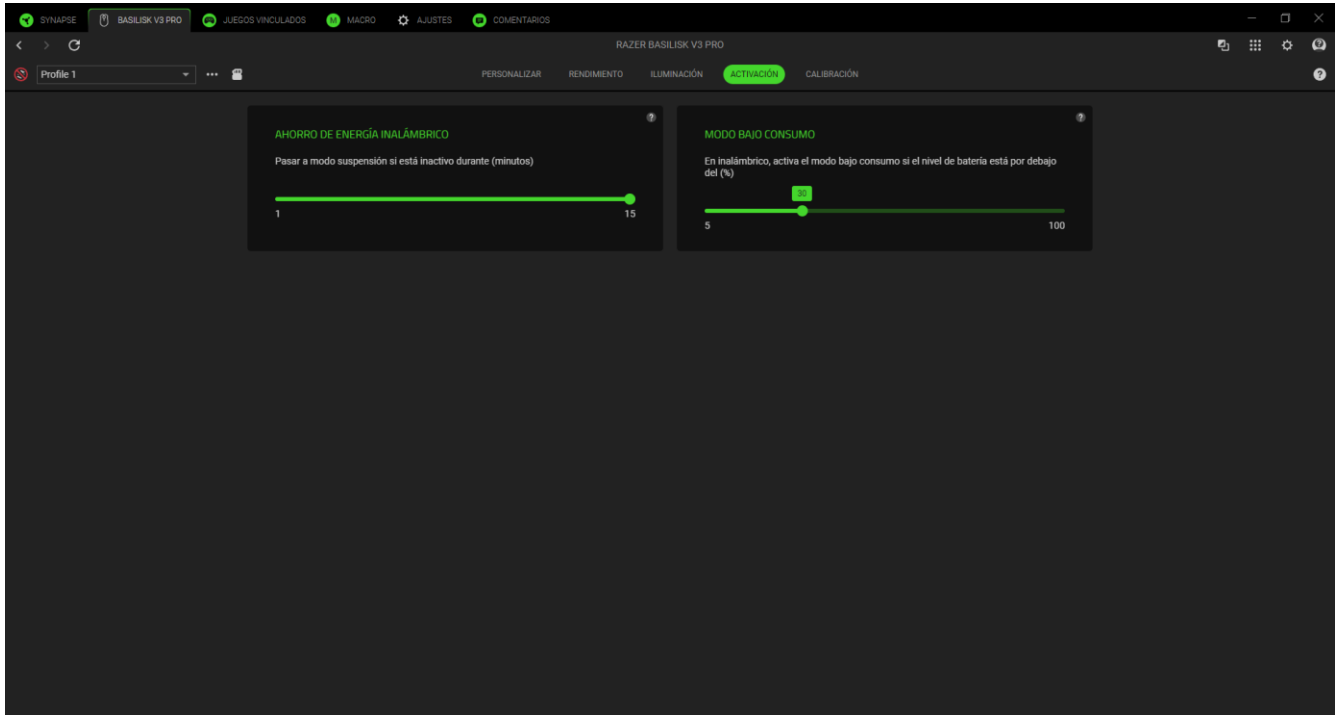 SYNAPSE BASILISK V3 PRO JUEGOS VINCULADOS M MACRO AJUSTES COMENTARIOS
RAZER BASILISK V3 PRO
Profile 1 PERSONALIZAR RENDIMIENTO ILUMINACIÓN ACTIVACIÓN CALIBRACIÓN ?
?
AHORRO DE ENERGÍA INALÁMBRICO
Pasar a modo suspensión si está inactivo durante (minutos)
1 15
?
MODO BAJO CONSUMO
En inalámbrico, activa el modo bajo consumo si el nivel de batería está por debajo
del (%)
30
5 100